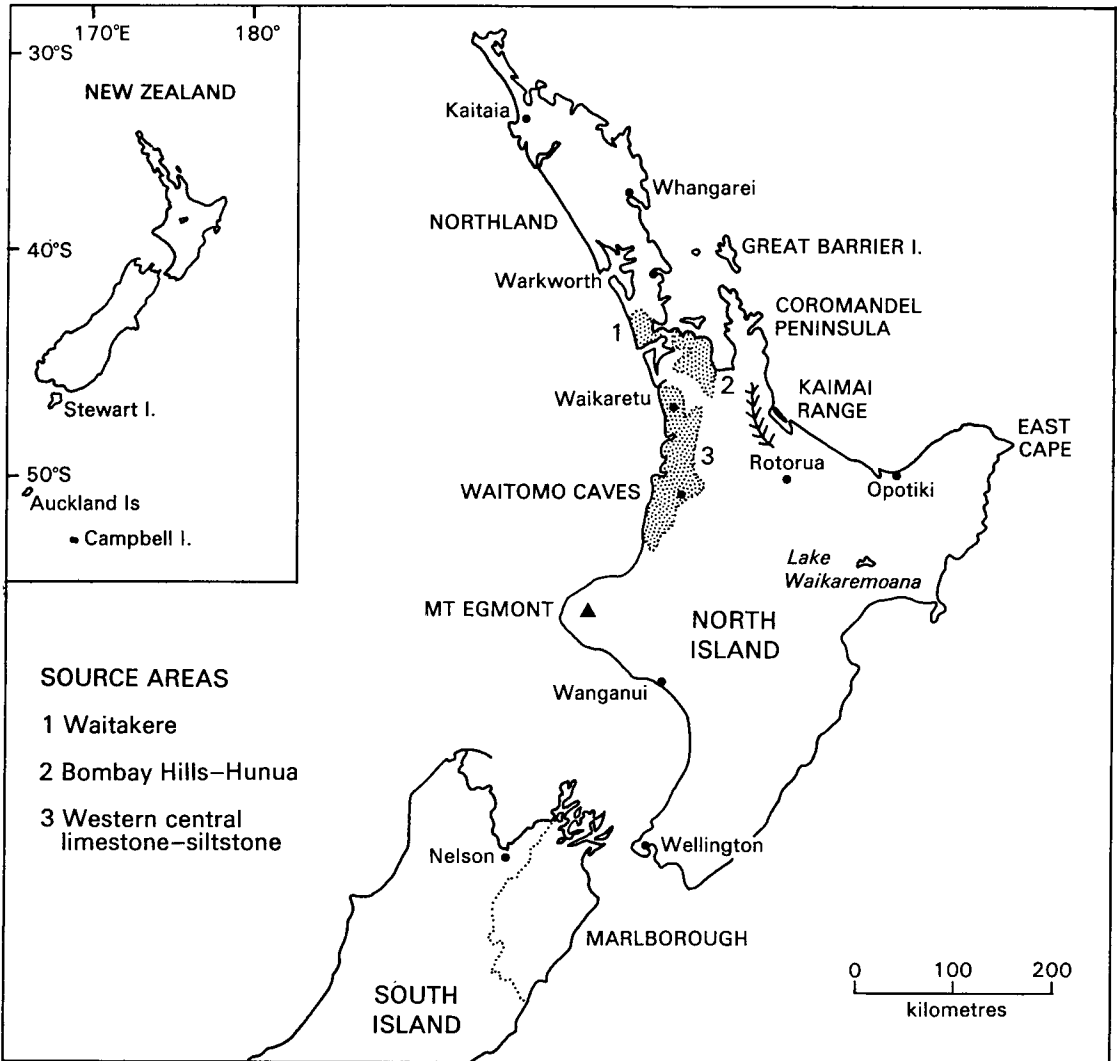 170°E
180°
30°S
NEW ZEALAND
40°S
50°S
Stewart I.
Auckland Is
Campbell I.
Kaitaia
Whangarei
NORTHLAND
GREAT BARRIER I.
Warkworth
COROMANDEL
PENINSULA
1
2
Waikaretu
KAIMAI
RANGE
EAST
CAPE
3
Rotorua
WAITOMO CAVES
Opotiki
Lake
Waikaremoana
MT EGMONT
NORTH
ISLAND
Wanganui
SOURCE AREAS
1 Waitakere
2 Bombay Hills–Hunua
3 Western central
limestone–siltstone
Nelson
Wellington
MARLBOROUGH
SOUTH
ISLAND
0 100 200
kilometres